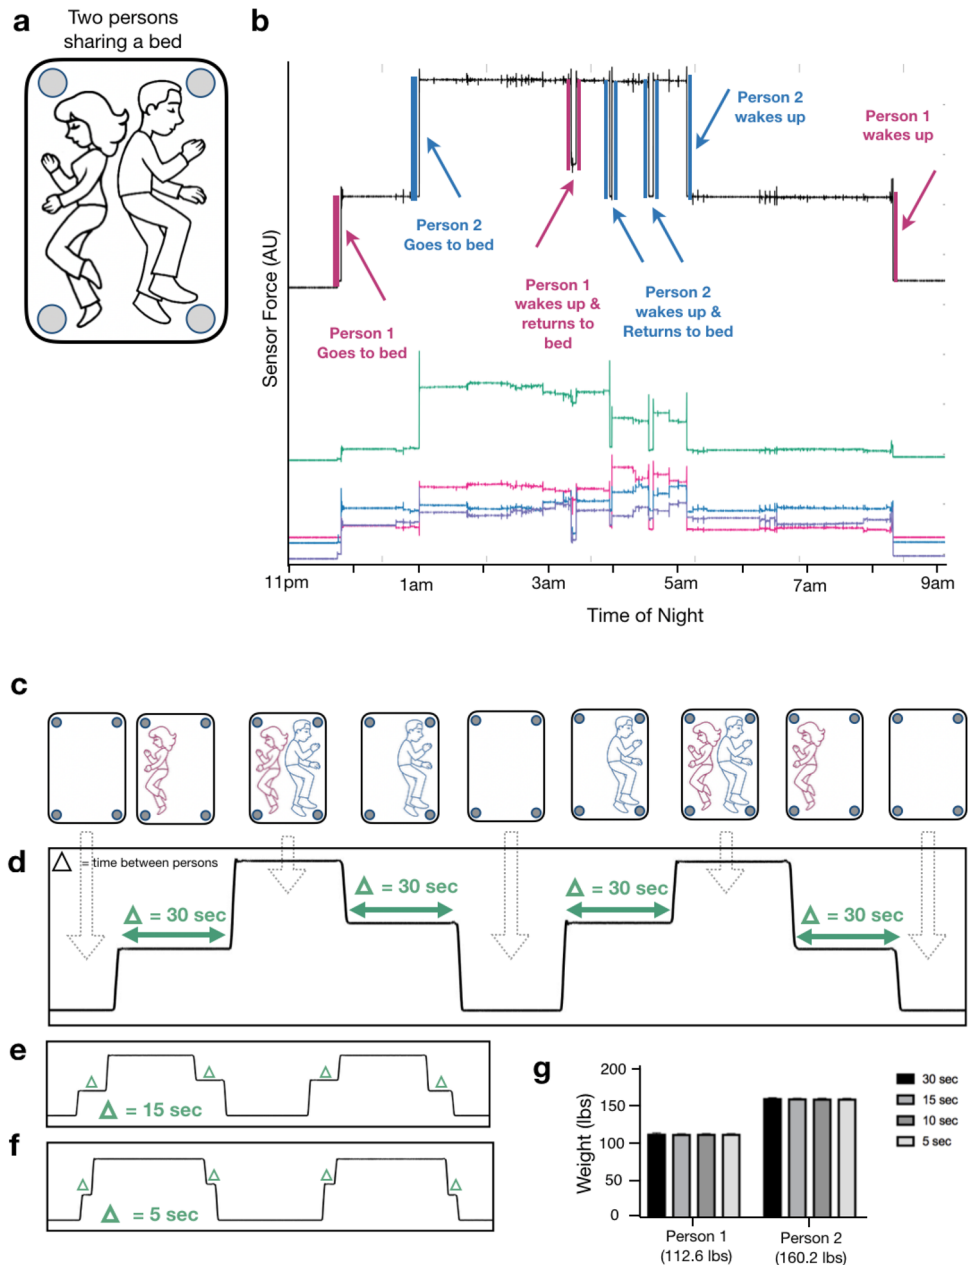 a
Two persons
sharing a bed
b
Sensor Force (AU)
Person 2
wakes up
Person 1
wakes up
Person 2
Goes to bed
Person 1
wakes up &
returns to
bed
Person 2
wakes up &
Returns to bed
Person 1
Goes to bed
11pm
1am
3am
5am
7am
9am
Time of Night
c
d
Δ = time between persons
Δ = 30 sec
Δ = 30 sec
Δ = 30 sec
Δ = 30 sec
e
Δ
Δ
Δ
Δ
Δ = 15 sec
f
Δ
Δ
Δ
Δ
Δ = 5 sec
g
Weight (lbs)
200
150
100
50
0
30 sec
15 sec
10 sec
5 sec
Person 1
(112.6 lbs)
Person 2
(160.2 lbs)